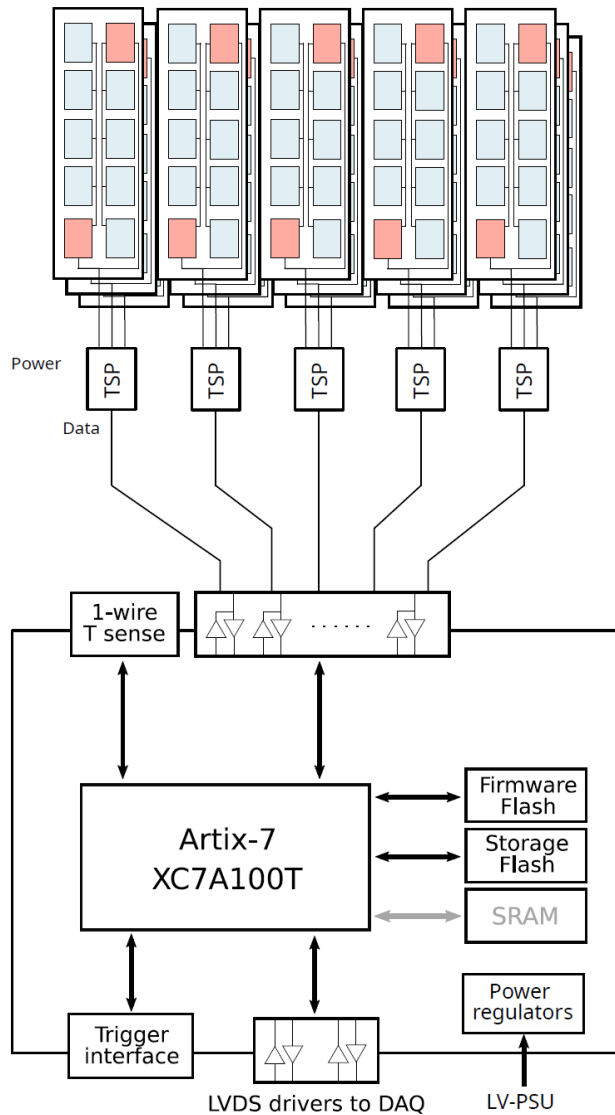 Power
TSP
TSP
TSP
TSP
TSP
Data
1-wire
T sense
. . . . . .
Artix-7
XC7A100T
Firmware
Flash
Storage
Flash
SRAM
Trigger
interface
Power
regulators
LVDS drivers to DAQ
LV-PSU